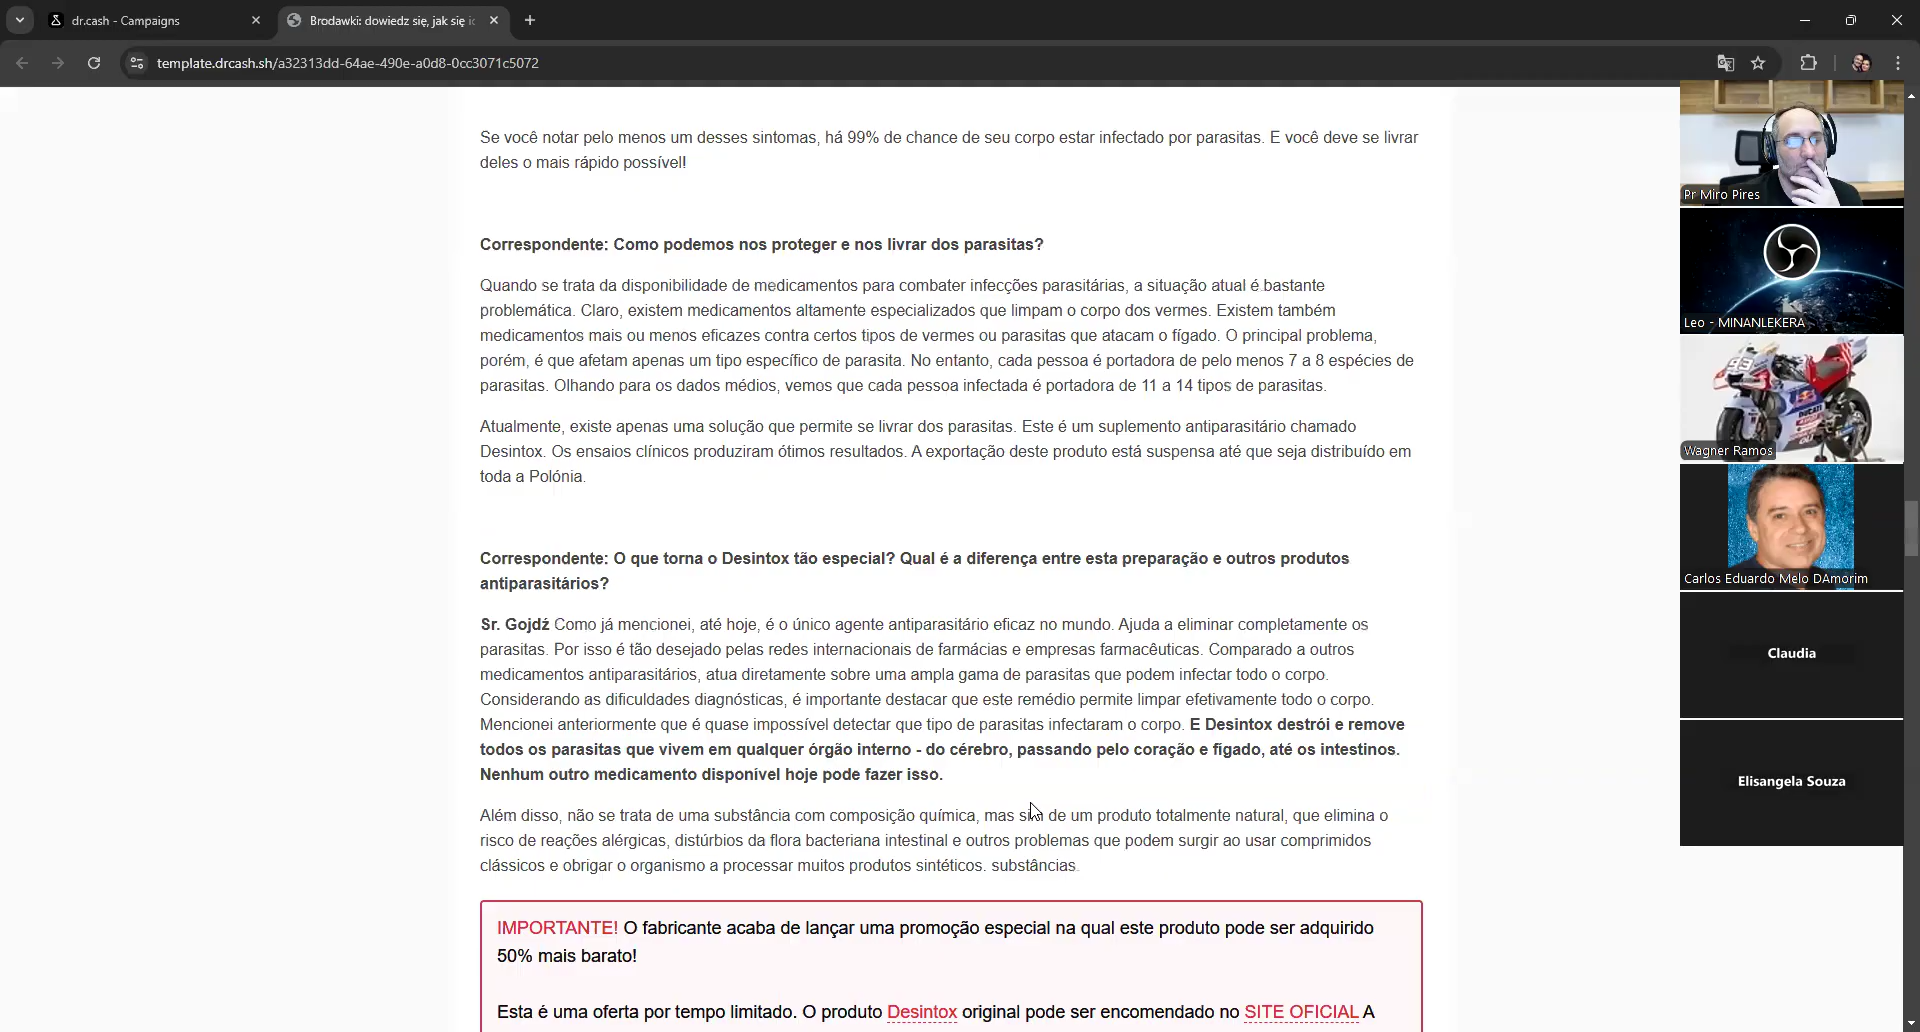 dr.cash - Campaigns
Brodawki: dowiedz się, jak się
template.drcash.sh/a32313dd-64ae-490e-a0d8-0cc3071c5072
Se você notar pelo menos um desses sintomas, há 99% de chance de seu corpo estar infectado por parasitas. E você deve se livrar
deles o mais rápido possível!
Correspondente: Como podemos nos proteger e nos livrar dos parasitas?
Quando se trata da disponibilidade de medicamentos para combater infecções parasitárias, a situação atual é bastante
problemática. Claro, existem medicamentos altamente especializados que limpam o corpo dos vermes. Existem também
medicamentos mais ou menos eficazes contra certos tipos de vermes ou parasitas que atacam o fígado. O principal problema,
porém, é que afetam apenas um tipo específico de parasita. No entanto, cada pessoa é portadora de pelo menos 7 a 8 espécies de
parasitas. Olhando para os dados médios, vemos que cada pessoa infectada é portadora de 11 a 14 tipos de parasitas.
Atualmente, existe apenas uma solução que permite se livrar dos parasitas. Este é um suplemento antiparasitário chamado
Desintox. Os ensaios clínicos produziram ótimos resultados. A exportação deste produto está suspensa até que seja distribuído em
toda a Polónia.
Correspondente: O que torna o Desintox tão especial? Qual é a diferença entre esta preparação e outros produtos
antiparasitários?
Sr. Gojdź Como já mencionei, até hoje, é o único agente antiparasitário eficaz no mundo. Ajuda a eliminar completamente os
parasitas. Por isso é tão desejado pelas redes internacionais de farmácias e empresas farmacêuticas. Comparado a outros
medicamentos antiparasitários, atua diretamente sobre uma ampla gama de parasitas que podem infectar todo o corpo.
Considerando as dificuldades diagnósticas, é importante destacar que este remédio permite limpar efetivamente todo o corpo.
Mencionei anteriormente que é quase impossível detectar que tipo de parasitas infectaram o corpo. E Desintox destrói e remove
todos os parasitas que vivem em qualquer órgão interno - do cérebro, passando pelo coração e fígado, até os intestinos.
Nenhum outro medicamento disponível hoje pode fazer isso.
Além disso, não se trata de uma substância com composição química, mas sim de um produto totalmente natural, que elimina o
risco de reações alérgicas, distúrbios da flora bacteriana intestinal e outros problemas que podem surgir ao usar comprimidos
clássicos e obrigar o organismo a processar muitos produtos sintéticos. substâncias.
IMPORTANTE! O fabricante acaba de lançar uma promoção especial na qual este produto pode ser adquirido
50% mais barato!
Esta é uma oferta por tempo limitado. O produto Desintox original pode ser encomendado no SITE OFICIAL A
Pr Miro Pires
Leo - MINANLEKERA
93
DUCATI
Wagner Ramos
Carlos Eduardo Melo DAmorim
Claudia
Elisangela Souza